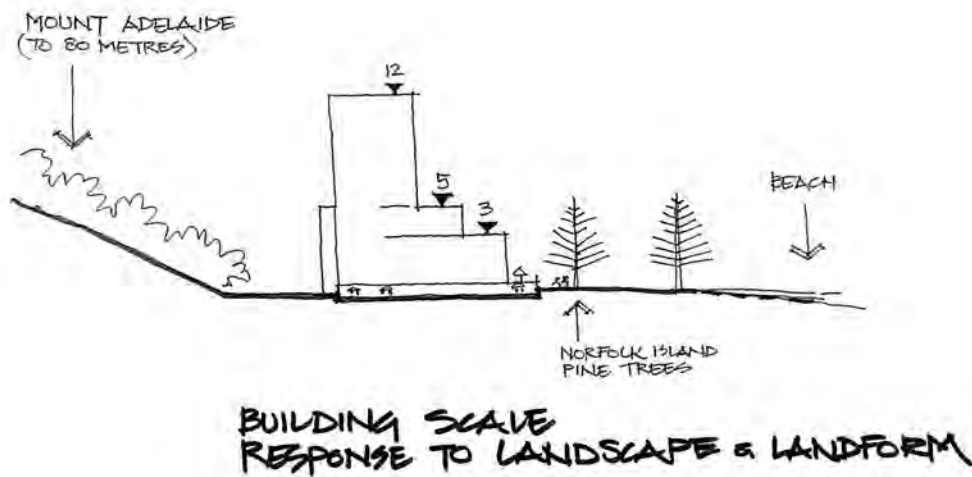 MOUNT ADELAIDE
(TO 80 METRES)
12
5
3
BEACH
NORFOLK ISLAND
PINE TREES
BUILDING SCALE
RESPONSE TO LANDSCAPE & LANDFORM